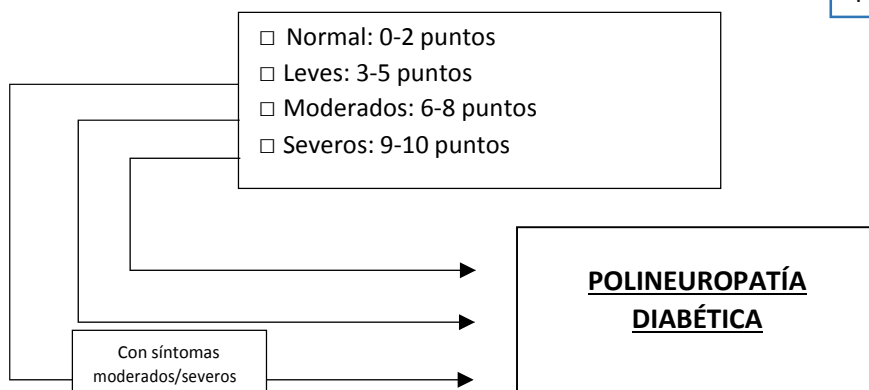 □ Normal: 0-2 puntos
□ Leves: 3-5 puntos
□ Moderados: 6-8 puntos
□ Severos: 9-10 puntos
POLINEUROPATÍA
DIABÉTICA
Con síntomas
moderados/severos